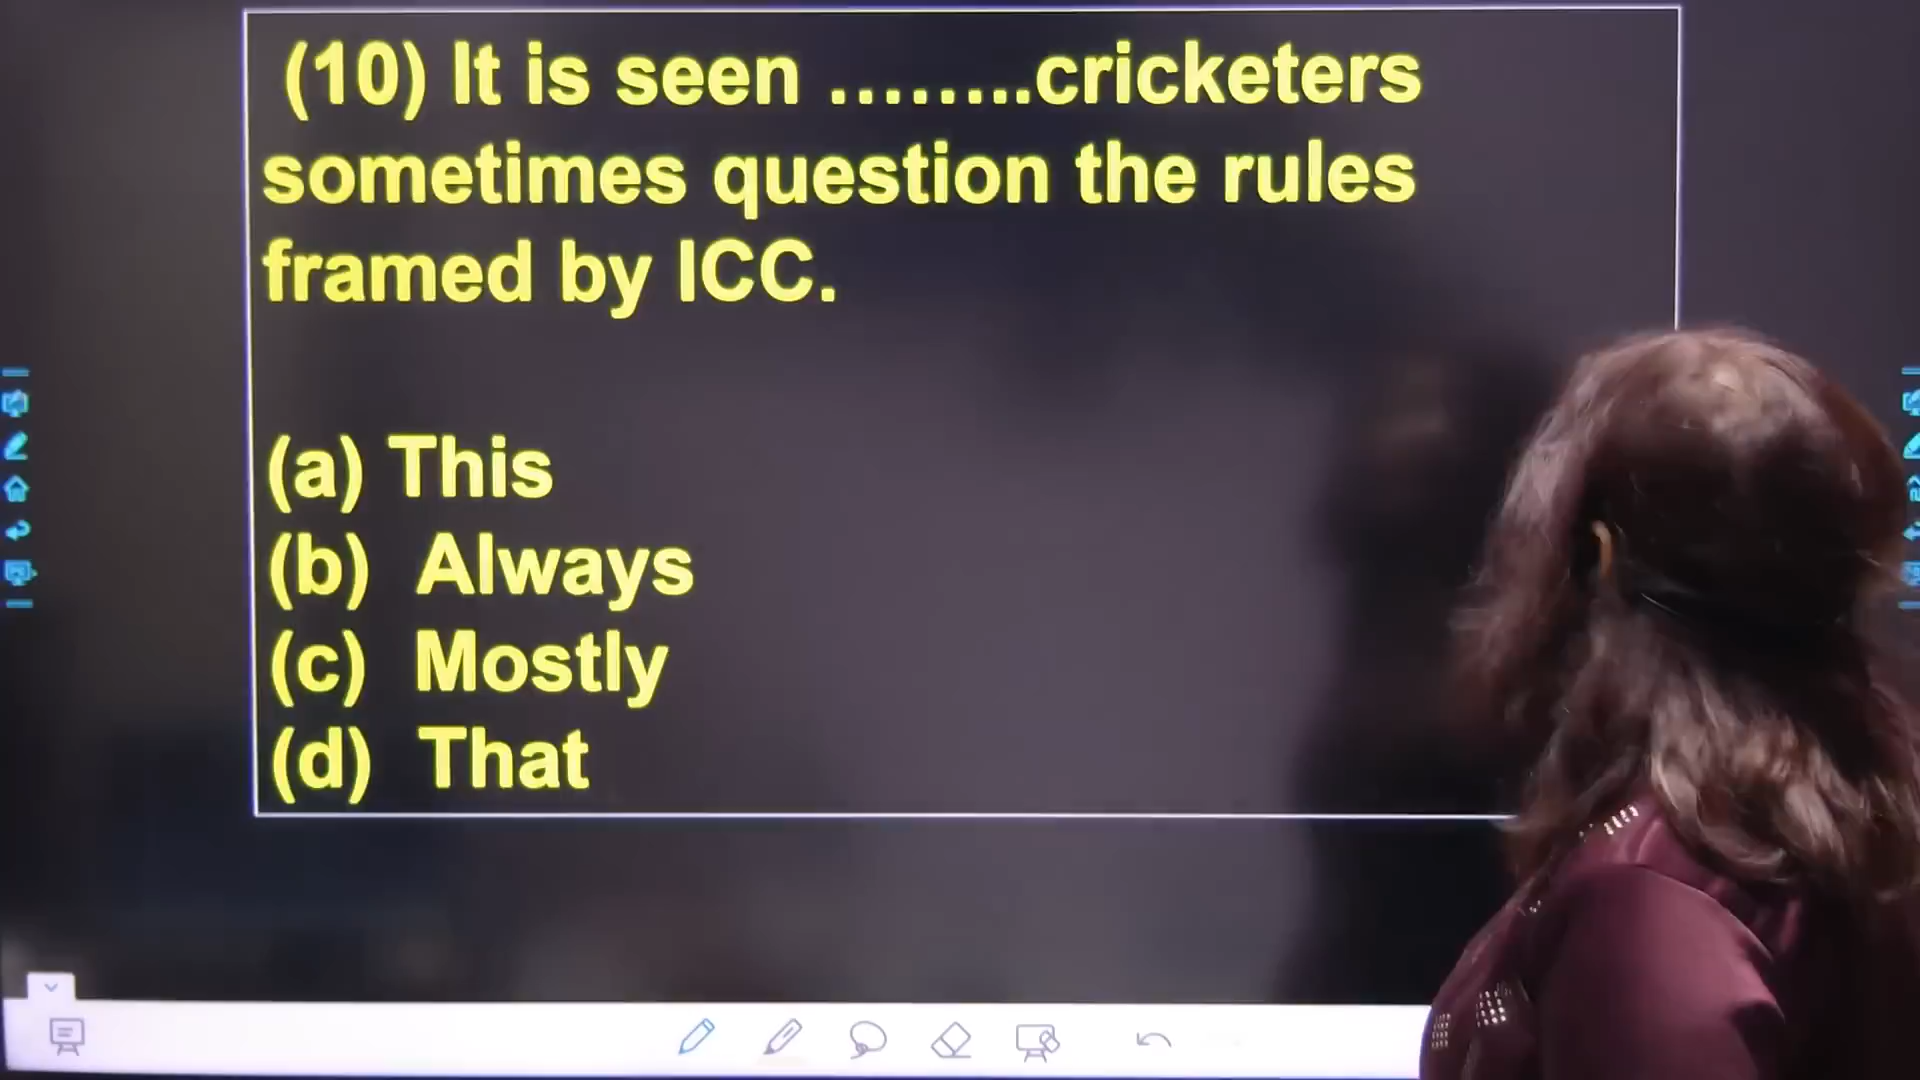 (10) It is seen ........cricketers
sometimes question the rules
framed by ICC.
(a) This
(b) Always
(c) Mostly
(d) That